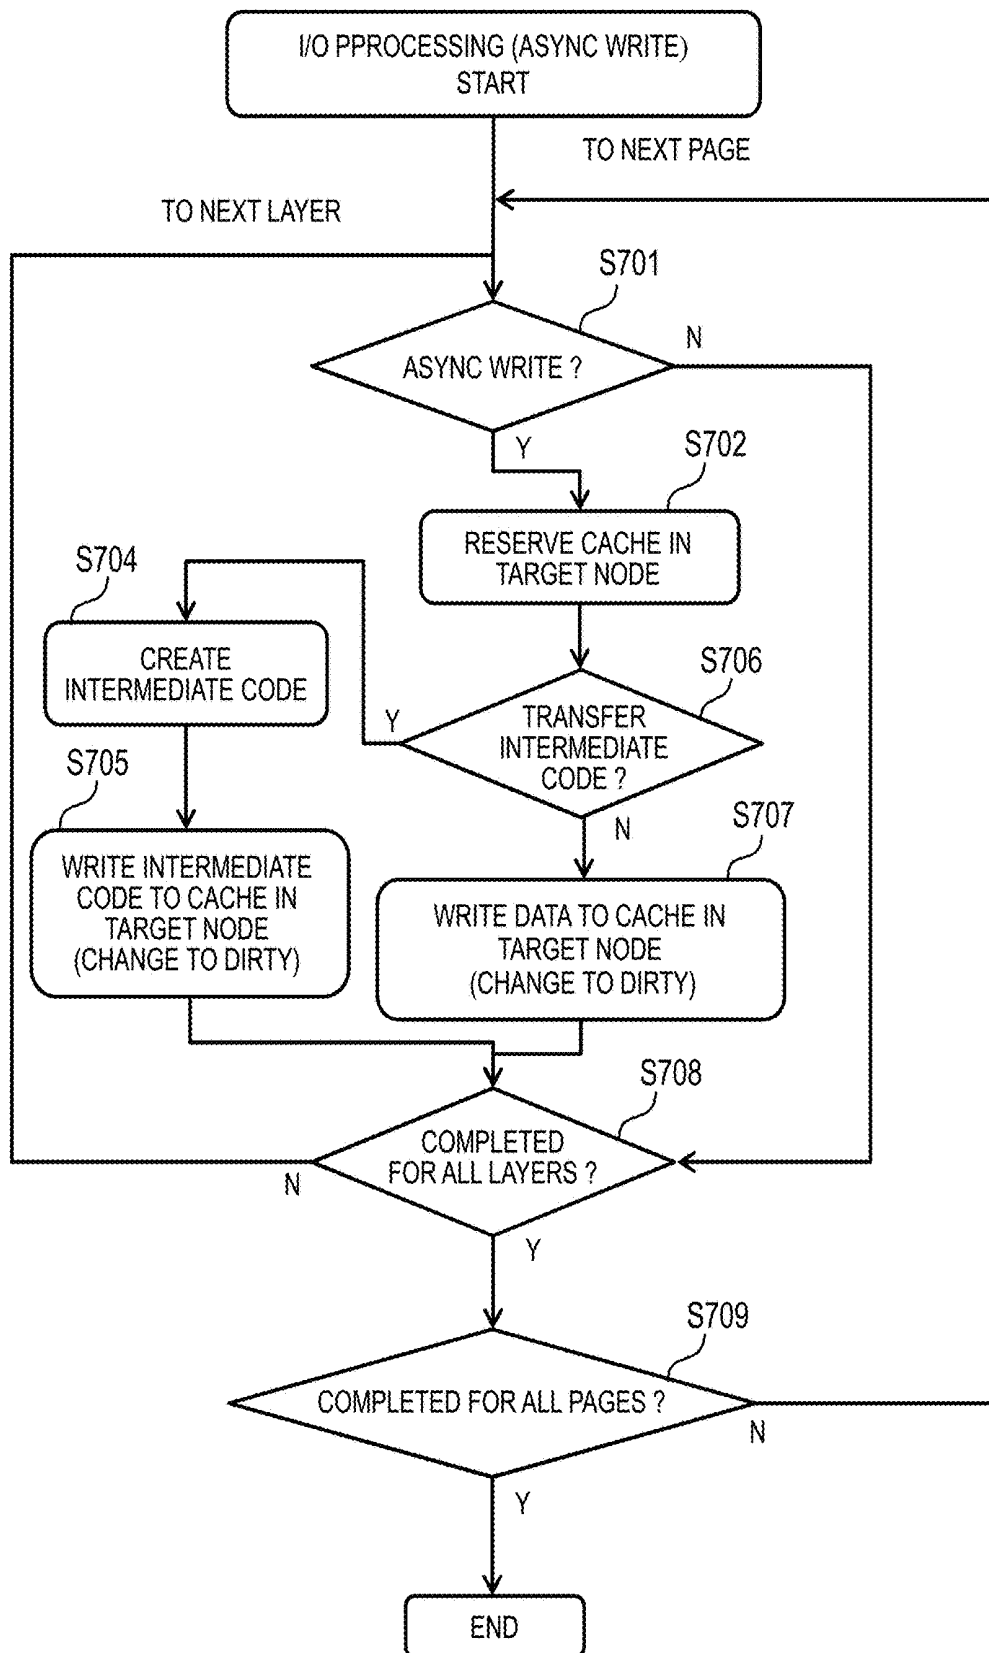 I/O PPROCESSING (ASYNC WRITE)
START
TO NEXT PAGE
TO NEXT LAYER
S701
ASYNC WRITE ?
N
Y
S702
RESERVE CACHE IN
TARGET NODE
S704
CREATE
INTERMEDIATE CODE
S706
TRANSFER
INTERMEDIATE
CODE ?
Y
N
S705
WRITE INTERMEDIATE
CODE TO CACHE IN
TARGET NODE
(CHANGE TO DIRTY)
S707
WRITE DATA TO CACHE IN
TARGET NODE
(CHANGE TO DIRTY)
S708
COMPLETED
FOR ALL LAYERS ?
N
Y
S709
COMPLETED FOR ALL PAGES ?
N
Y
END